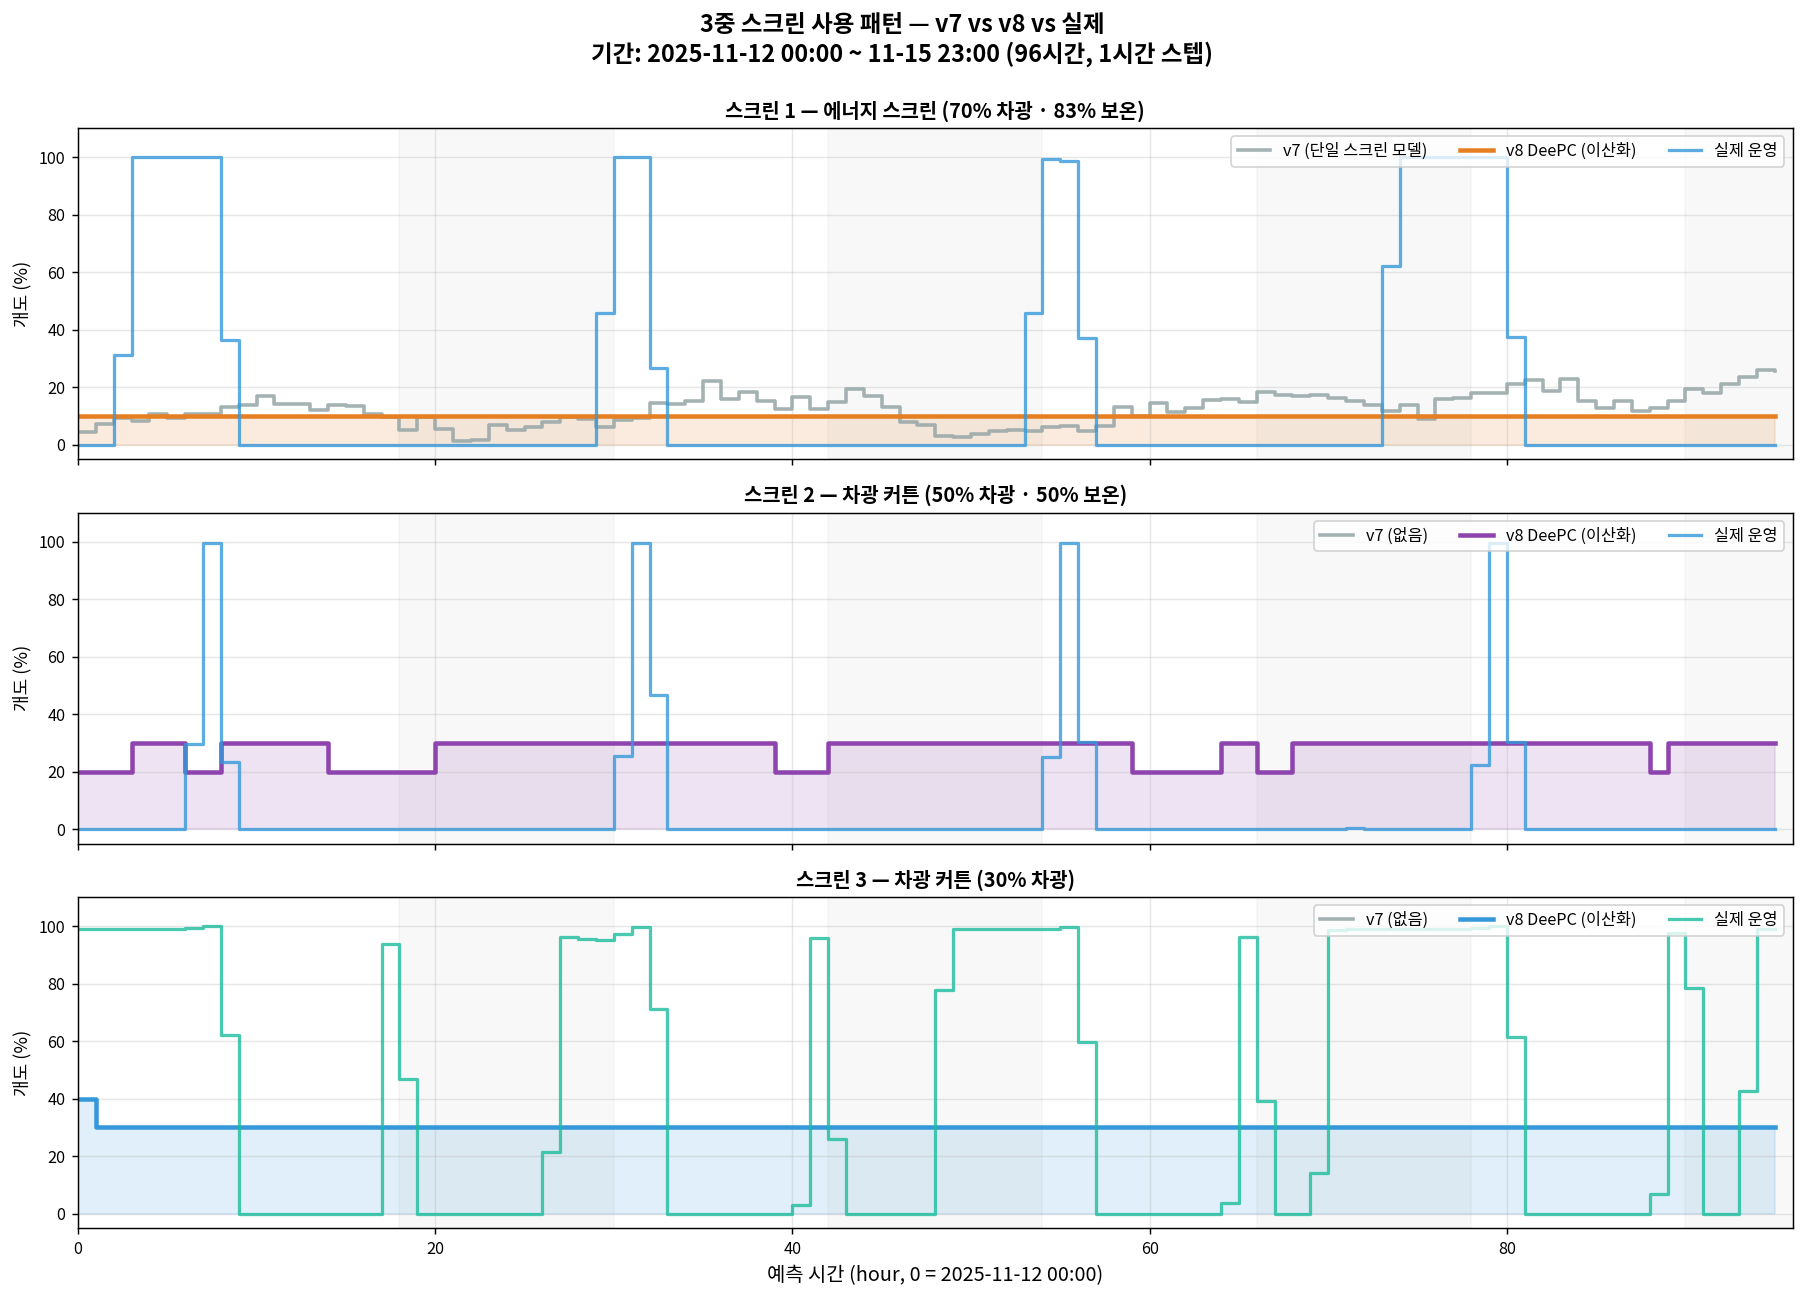 3중 스크린 사용 패턴 — v7 vs v8 vs 실제
기간: 2025-11-12 00:00 ~ 11-15 23:00 (96시간, 1시간 스텝)
스크린 1 — 에너지 스크린 (70% 차광 · 83% 보온)
v7 (단일 스크린 모델) v8 DeePC (이산화) 실제 운영
100
80
60
40
20
0
개도 (%)
스크린 2 — 차광 커튼 (50% 차광 · 50% 보온)
v7 (없음) v8 DeePC (이산화) 실제 운영
100
80
60
40
20
0
개도 (%)
스크린 3 — 차광 커튼 (30% 차광)
v7 (없음) v8 DeePC (이산화) 실제 운영
100
80
60
40
20
0
개도 (%)
0 20 40 60 80
예측 시간 (hour, 0 = 2025-11-12 00:00)